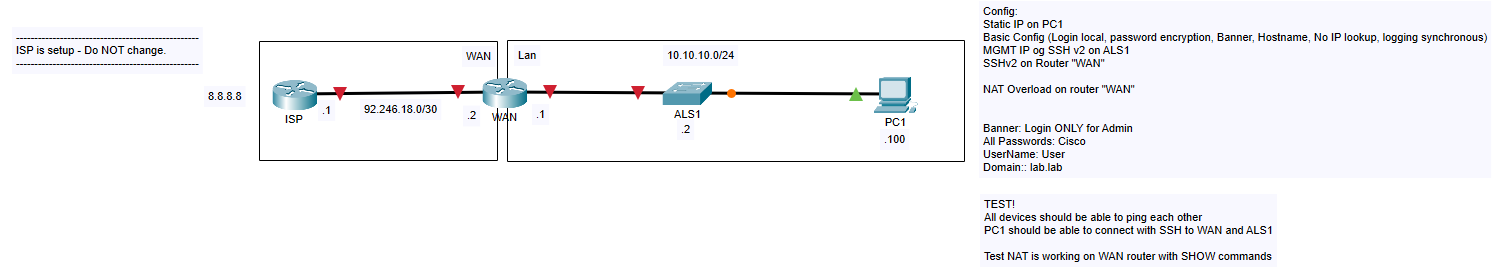 -----------------------------------------------
ISP is setup - Do NOT change.
-----------------------------------------------
WAN
Lan
10.10.10.0/24
8.8.8.8
ISP
.1
92.246.18.0/30
.2
WAN
.1
ALS1
.2
PC1
.100
Config:
Static IP on PC1
Basic Config (Login local, password encryption, Banner, Hostname, No IP lookup, logging synchronous)
MGMT IP og SSH v2 on ALS1
SSHv2 on Router "WAN"
NAT Overload on router "WAN"
Banner: Login ONLY for Admin
All Passwords: Cisco
UserName: User
Domain:: lab.lab
TEST!
All devices should be able to ping each other
PC1 should be able to connect with SSH to WAN and ALS1
Test NAT is working on WAN router with SHOW commands